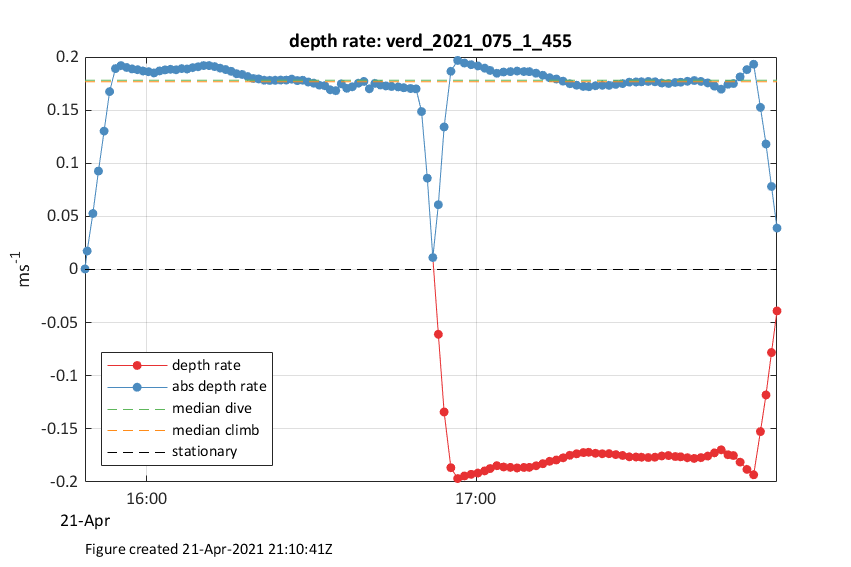 depth rate: verd_2021_075_1_455
0.2
0.15
0.1
0.05
0
-0.05
-0.1
-0.15
-0.2
ms⁻¹
depth rate
abs depth rate
median dive
median climb
stationary
16:00 17:00
21-Apr
Figure created 21-Apr-2021 21:10:41Z